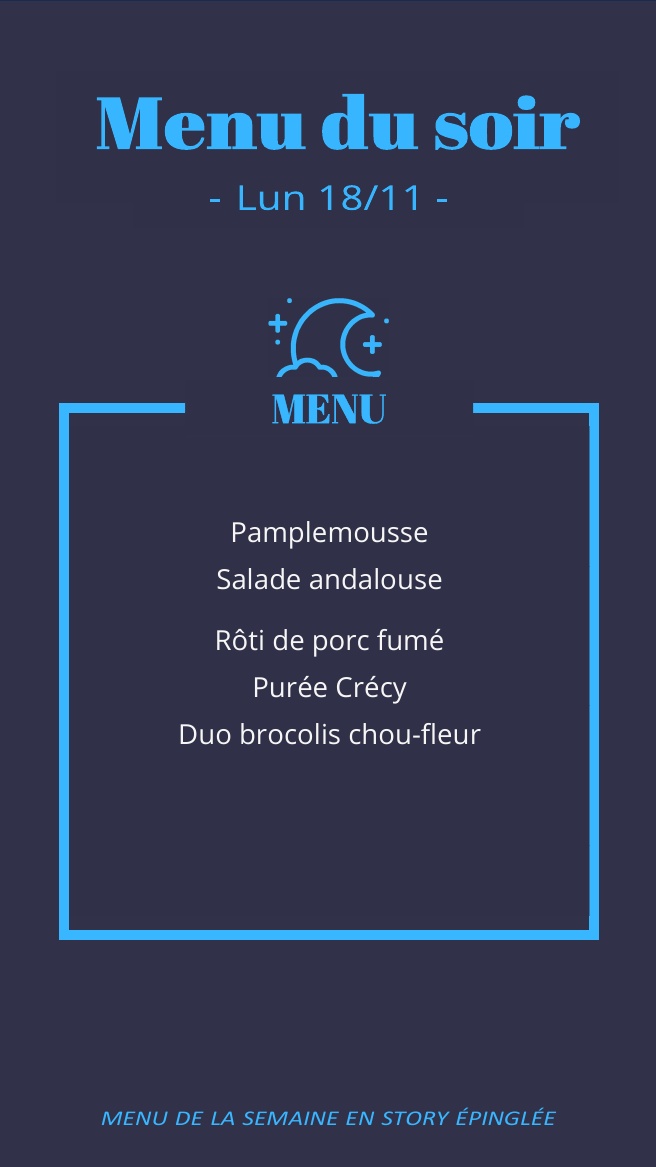 Menu du soir
- Lun 18/11 -
MENU
Pamplemousse
Salade andalouse
Rôti de porc fumé
Purée Crécy
Duo brocolis chou-fleur
MENU DE LA SEMAINE EN STORY ÉPINGLÉE